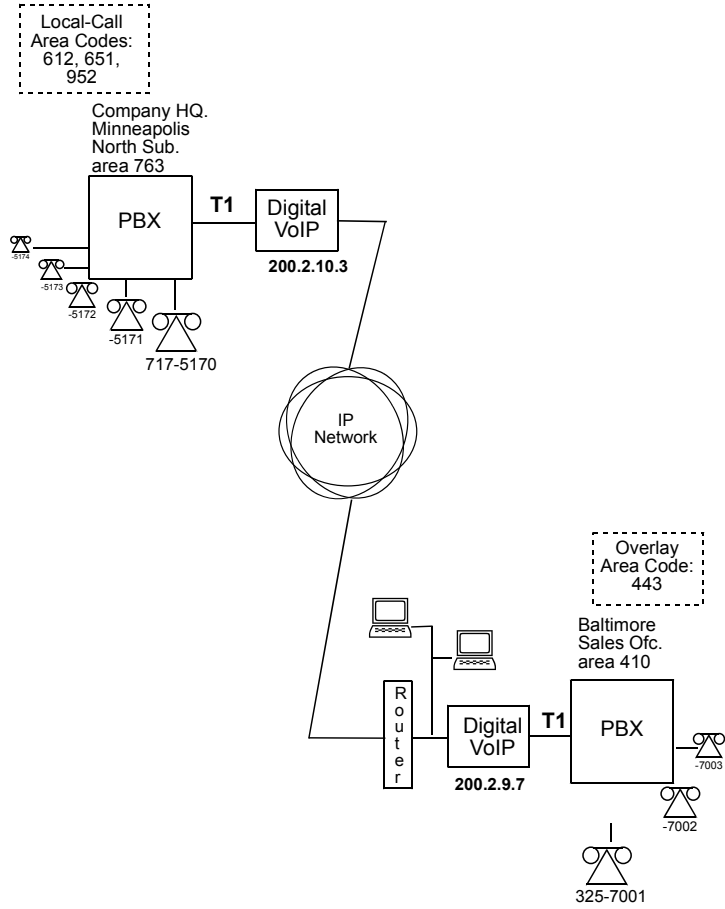 Local-Call
Area Codes:
612, 651,
952
Company HQ.
Minneapolis
North Sub.
area 763
PBX
T1
Digital
VoIP
200.2.10.3
-5174
-5173
-5172
-5171
717-5170
IP
Network
Overlay
Area Code:
443
Baltimore
Sales Ofc.
area 410
Router
Digital
VoIP
T1
PBX
200.2.9.7
-7003
-7002
325-7001